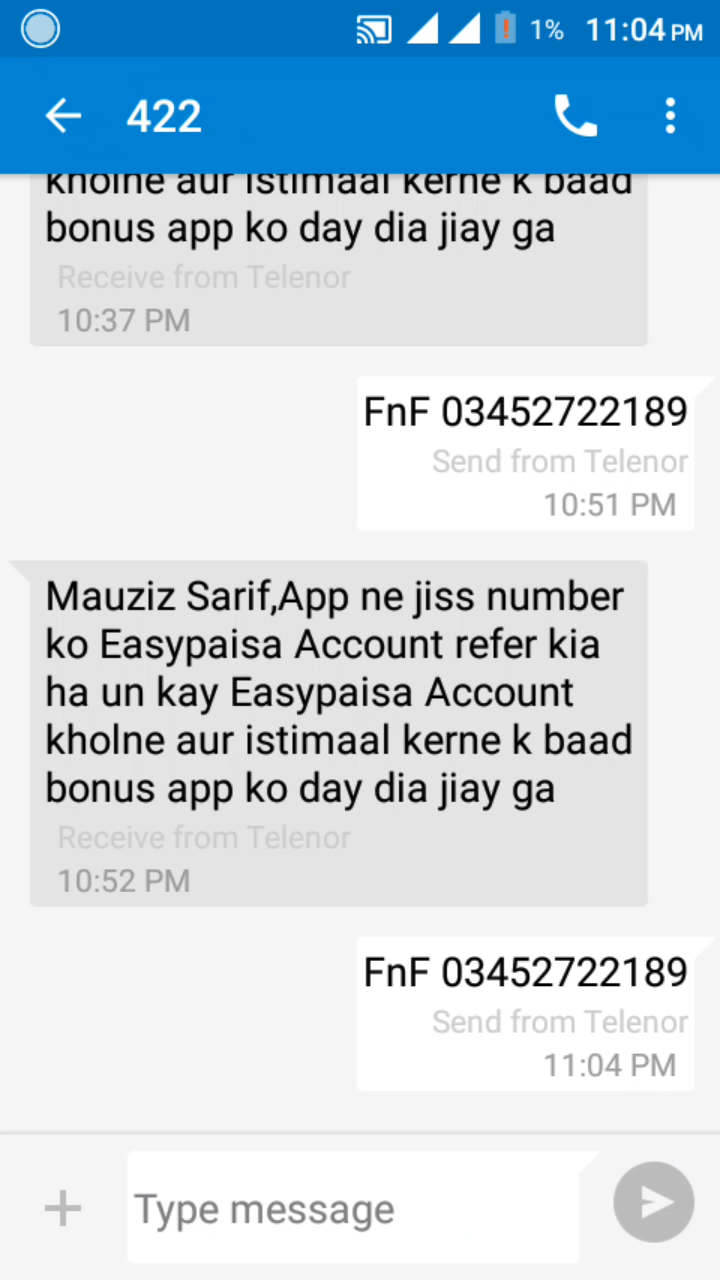 1% 11:04 PM
422
kholne aur istimaal kerne k baad
bonus app ko day dia jiay ga
Receive from Telenor
10:37 PM
FnF 03452722189
Send from Telenor
10:51 PM
Mauziz Sarif,App ne jiss number
ko Easypaisa Account refer kia
ha un kay Easypaisa Account
kholne aur istimaal kerne k baad
bonus app ko day dia jiay ga
Receive from Telenor
10:52 PM
FnF 03452722189
Send from Telenor
11:04 PM
Type message